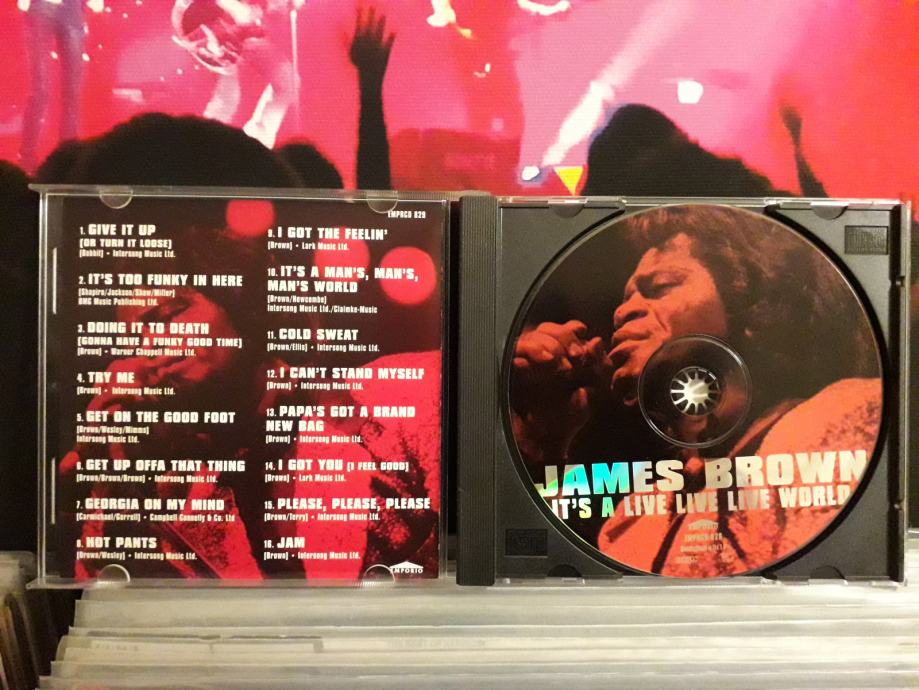 EMPRCD 829
1. GIVE IT UP
(OR TURN IT LOOSE)
[Bobbit] • Intersong Music Ltd.
2. IT'S TOO FUNKY IN HERE
[Shapiro/Jackson/Shaw/Miller]
BMG Music Publishing Ltd.
3. DOING IT TO DEATH
(GONNA HAVE A FUNKY GOOD TIME)
[Brown] • Warner Chappell Music Ltd.
4. TRY ME
[Brown] • Intersong Music Ltd.
5. GET ON THE GOOD FOOT
[Brown/Wesley/Mimms]
Intersong Music Ltd.
6. GET UP OFFA THAT THING
[Brown/Brown/Brown] • Intersong Music Ltd.
7. GEORGIA ON MY MIND
[Carmichael/Gorrell] • Campbell Connelly & Co. Ltd
8. HOT PANTS
[Brown/Wesley] • Intersong Music Ltd.
9. I GOT THE FEELIN'
[Brown] • Lark Music Ltd.
10. IT'S A MAN'S, MAN'S,
MAN'S WORLD
[Brown/Newcombe]
Intersong Music Ltd./Claimke-Music
11. COLD SWEAT
[Brown/Ellis] • Intersong Music Ltd.
12. I CAN'T STAND MYSELF
[Brown] • Intersong Music Ltd.
13. PAPA'S GOT A BRAND
NEW BAG
[Brown] • Intersong Music Ltd.
14. I GOT YOU (I FEEL GOOD)
[Brown] • Lark Music Ltd.
15. PLEASE, PLEASE, PLEASE
[Brown/Terry] • Intersong Music Ltd.
16. JAM
[Brown] • Intersong Music Ltd.
EMPORIO
JAMES BROWN
IT'S A LIVE LIVE LIVE WORLD
EMPORIO
EMPRCD 829